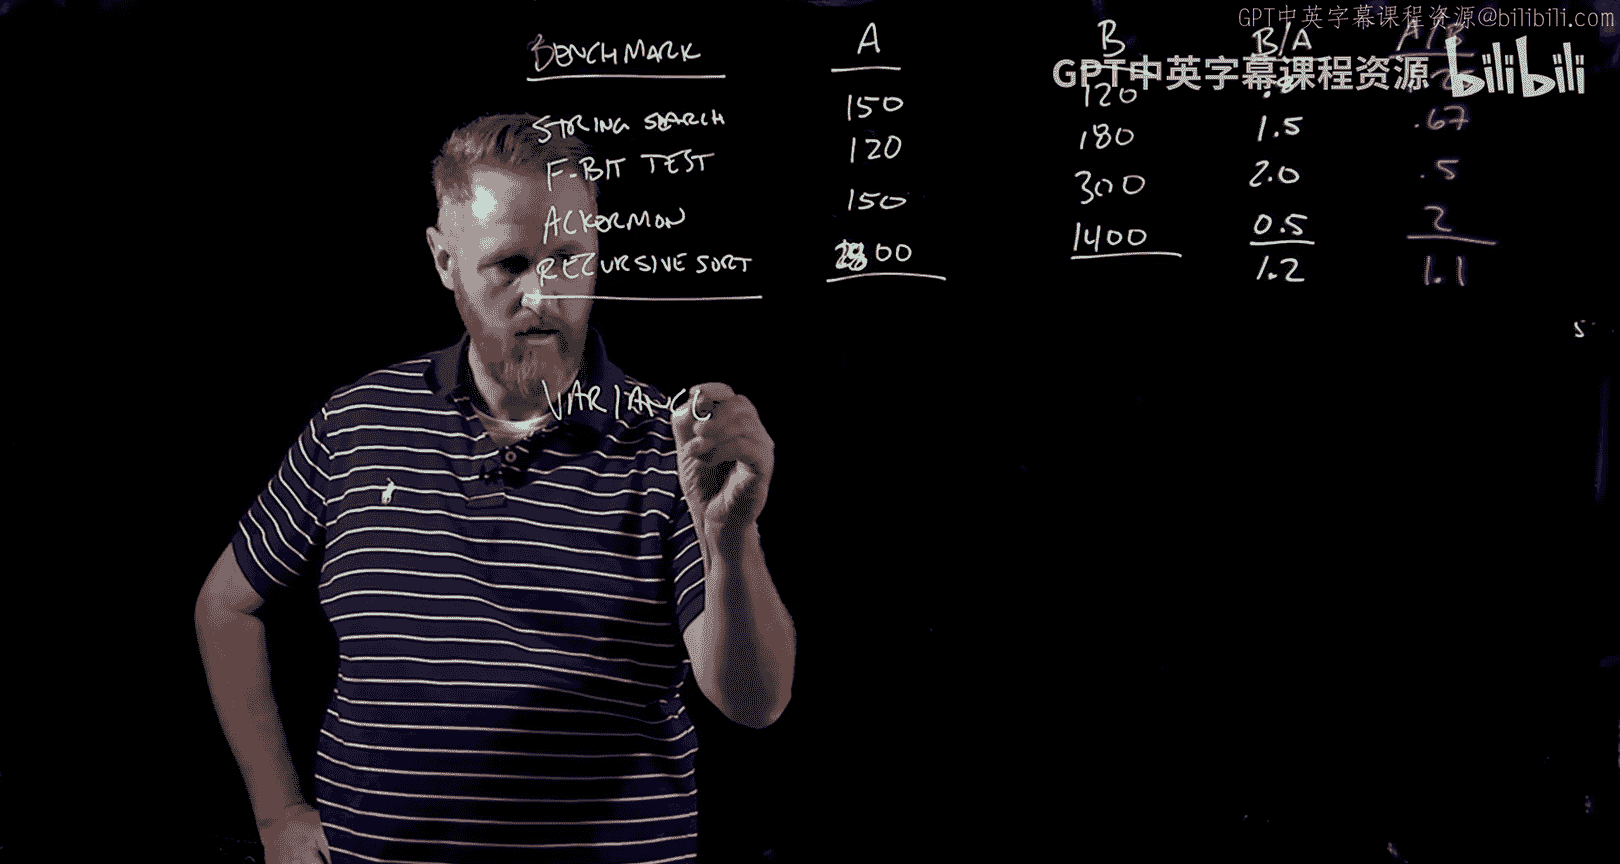 GPT中英字幕课程资源@bilibili.com
BENCHMARK A B B/A A/B
GPT中英字幕课程资源 bilibili
STRING SEARCH 150 120
F-BIT TEST 120 180 1.5 .67
ACKERMON 150 300 2.0 .5
RECURSIVE SORT 00 1400 0.5 2
1.2 1.1
5
VARIANCE